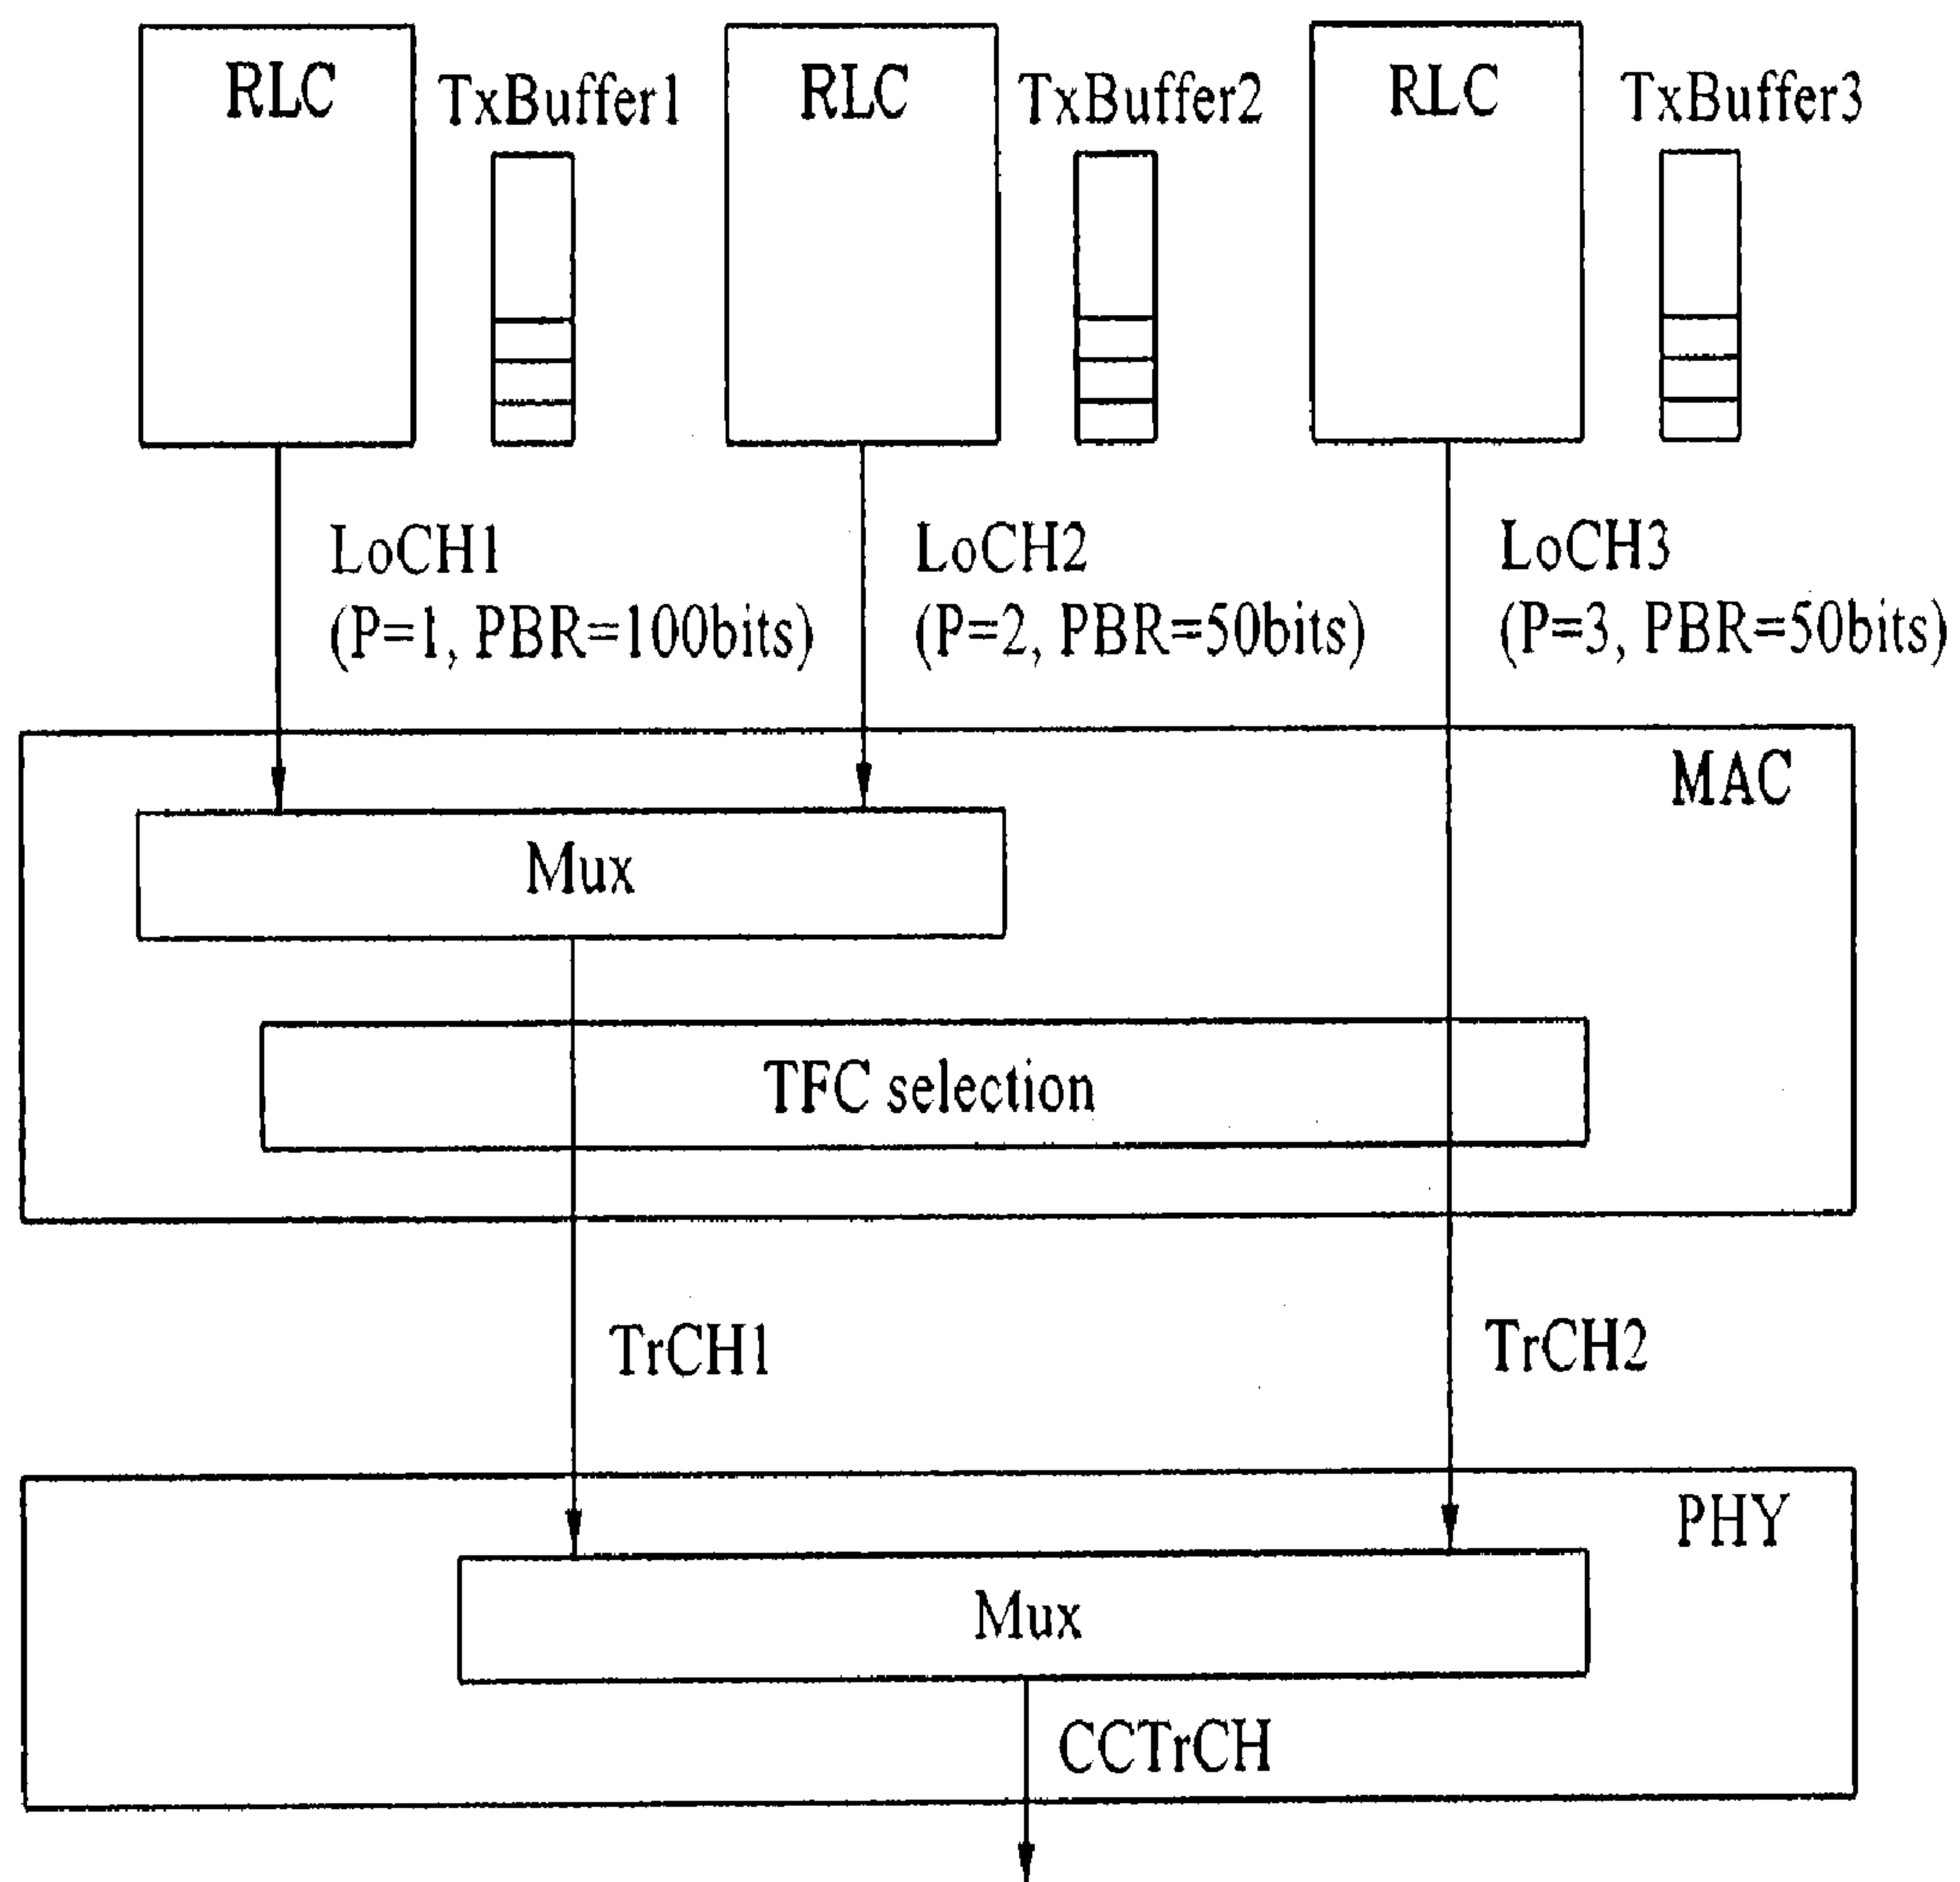 RLC
TxBuffer1
RLC
TxBuffer2
RLC
TxBuffer3
LoCH1
(P=1, PBR=100bits)
LoCH2
(P=2, PBR=50bits)
LoCH3
(P=3, PBR=50bits)
MAC
Mux
TFC selection
TrCH1
TrCH2
PHY
Mux
CCTrCH